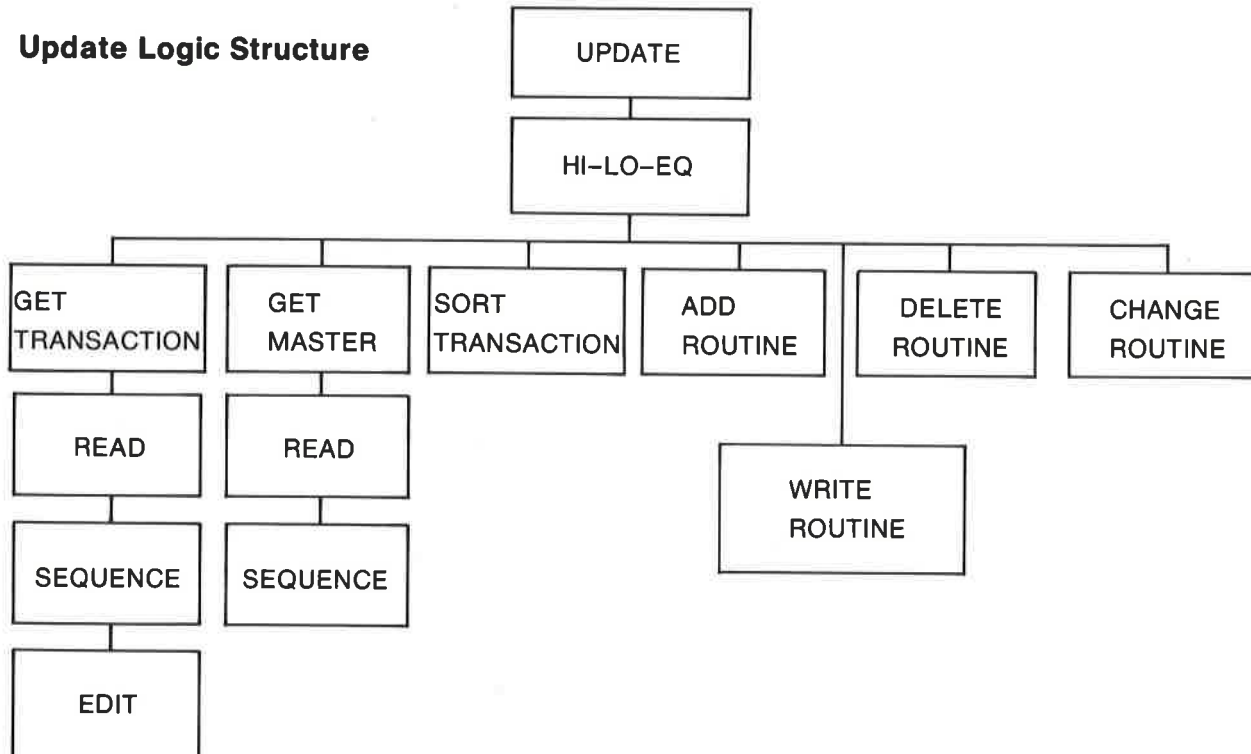 Update Logic Structure
UPDATE
HI-LO-EQ
GET
TRANSACTION
GET
MASTER
SORT
TRANSACTION
ADD
ROUTINE
DELETE
ROUTINE
CHANGE
ROUTINE
READ
READ
WRITE
ROUTINE
SEQUENCE
SEQUENCE
EDIT